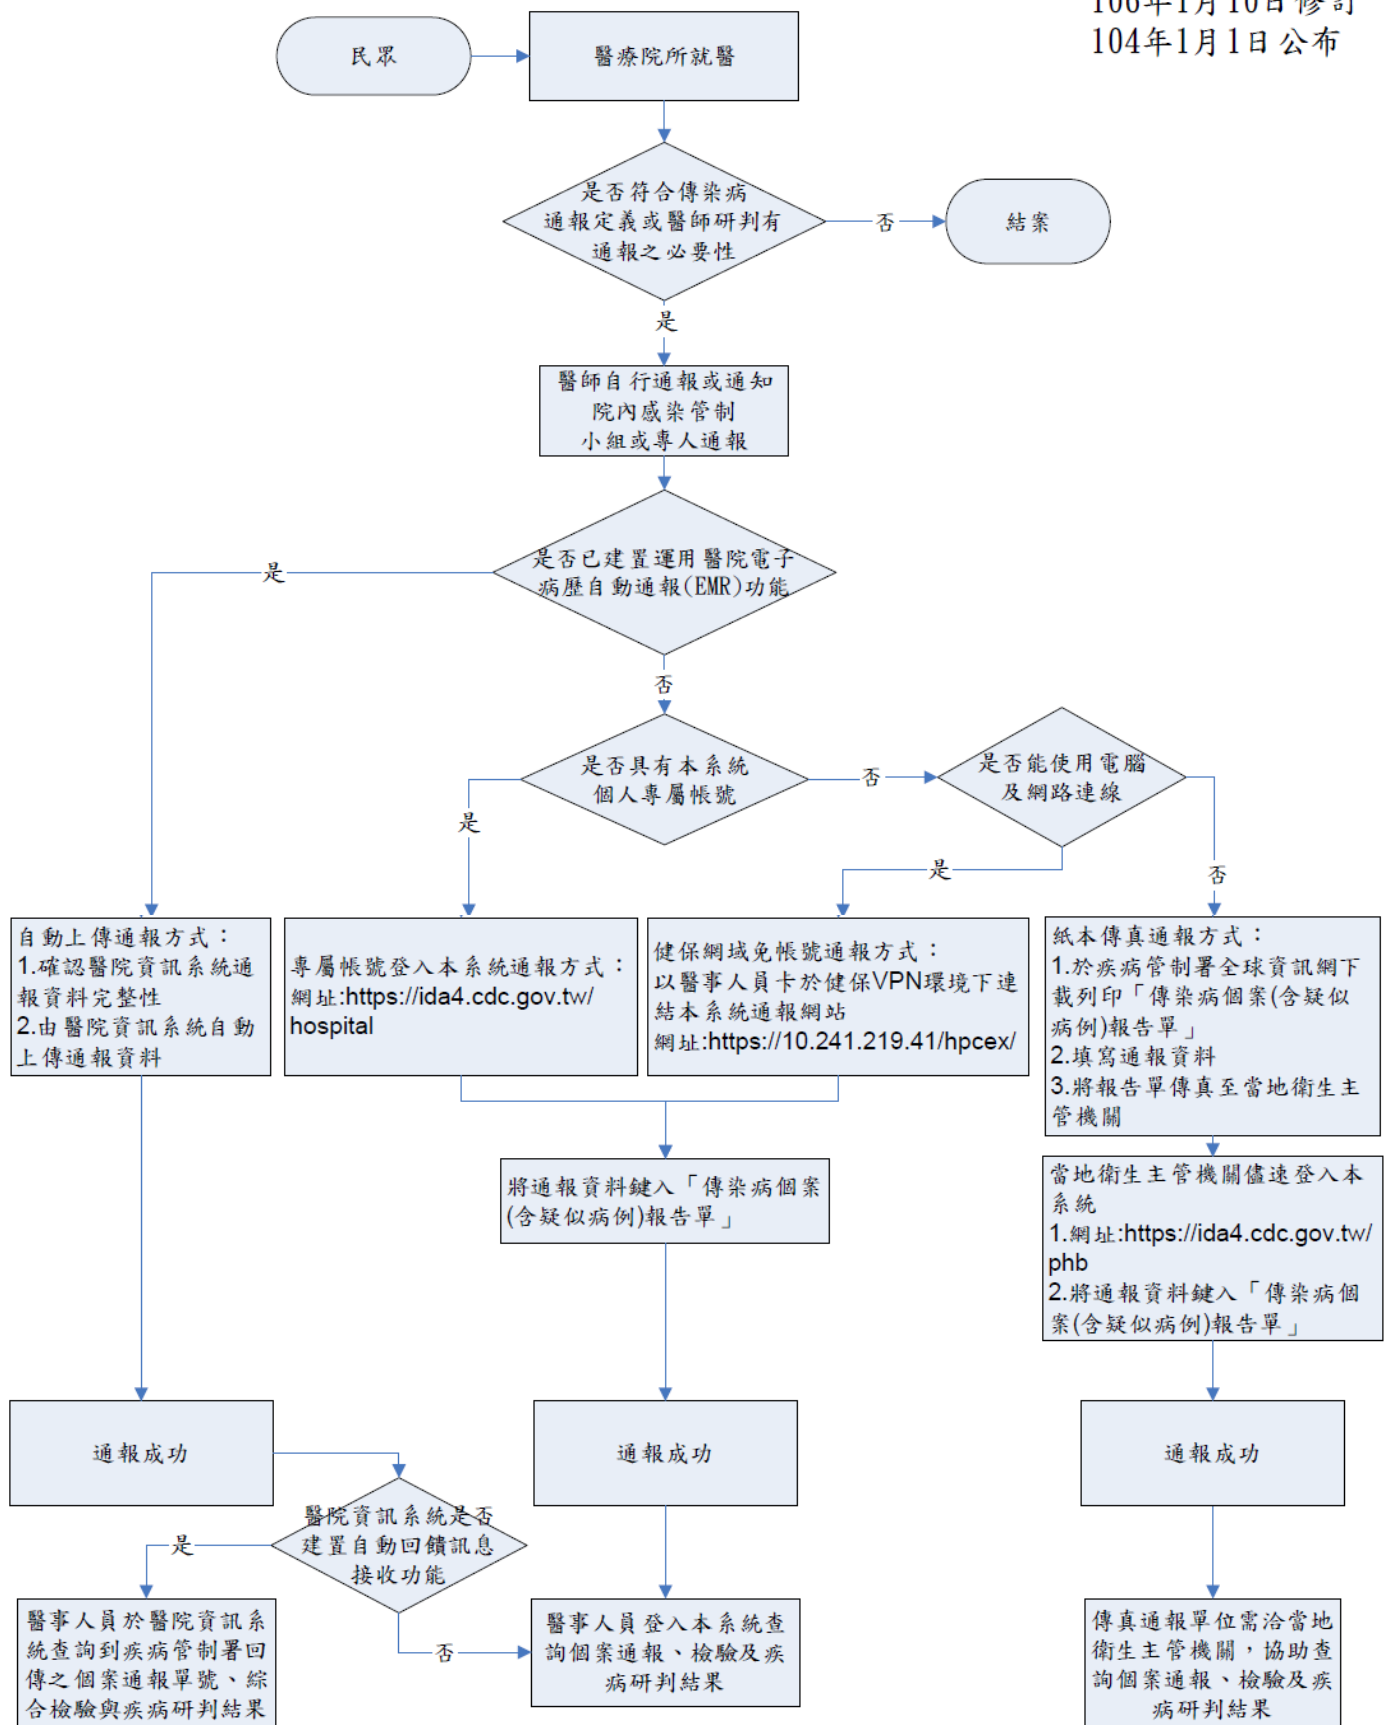 106年1月10日修訂
104年1月1日公布
民眾
醫療院所就醫
是否符合傳染病
通報定義或醫師研判有
通報之必要性
否
結案
是
醫師自行通報或通知
院內感染管制
小組或專人通報
是否已建置運用醫院電子
病歷自動通報(EMR)功能
是
否
是否具有本系統
個人專屬帳號
否
是否能使用電腦
及網路連線
是
是
否
自動上傳通報方式：
1.確認醫院資訊系統通
報資料完整性
2.由醫院資訊系統自動
上傳通報資料
專屬帳號登入本系統通報方式：
網址:https://ida4.cdc.gov.tw/
hospital
健保網域免帳號通報方式：
以醫事人員卡於健保VPN環境下連
結本系統通報網站
網址:https://10.241.219.41/hpcex/
紙本傳真通報方式：
1.於疾病管制署全球資訊網下
載列印「傳染病個案(含疑似
病例)報告單」
2.填寫通報資料
3.將報告單傳真至當地衛生主
管機關
將通報資料鍵入「傳染病個案
(含疑似病例)報告單」
當地衛生主管機關儘速登入本
系統
1.網址:https://ida4.cdc.gov.tw/
phb
2.將通報資料鍵入「傳染病個
案(含疑似病例)報告單」
通報成功
通報成功
通報成功
醫院資訊系統是否
建置自動回饋訊息
接收功能
是
否
醫事人員於醫院資訊系
統查詢到疾病管制署回
傳之個案通報單號、綜
合檢驗與疾病研判結果
醫事人員登入本系統查
詢個案通報、檢驗及疾
病研判結果
傳真通報單位需洽當地
衛生主管機關，協助查
詢個案通報、檢驗及疾
病研判結果